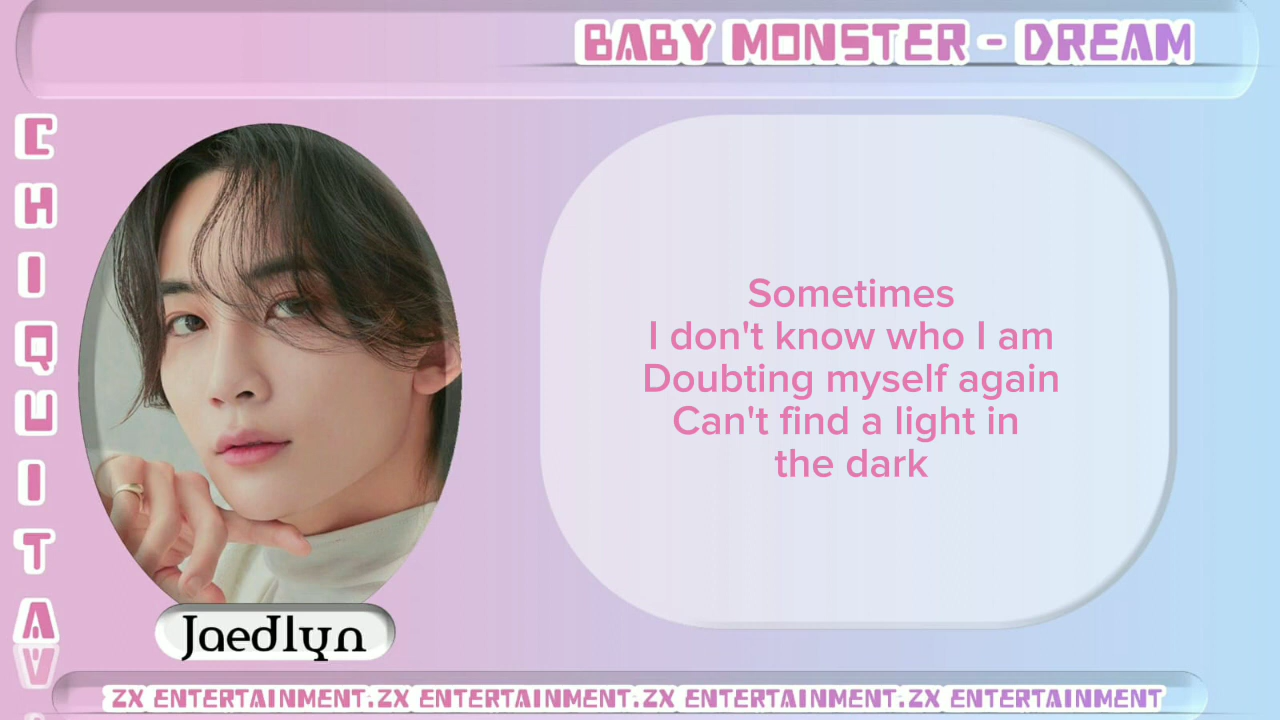 BABY MONSTER - DREAM
CHIQUITA
Sometimes
I don't know who I am
Doubting myself again
Can't find a light in
the dark
Jaedlyn
ZX ENTERTAINMENT.ZX ENTERTAINMENT.ZX ENTERTAINMENT.ZX ENTERTAINMENT